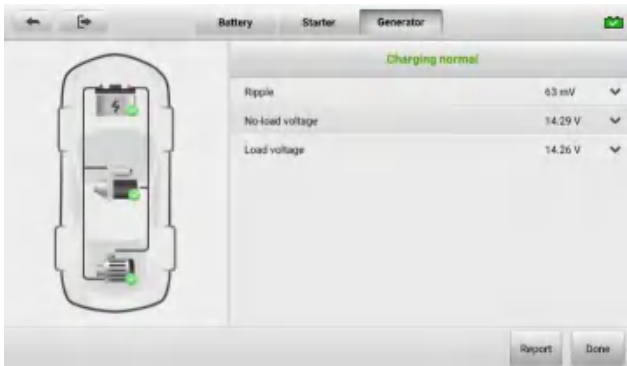 Battery Starter Generator
Charging normal
Ripple 63 mV
No-load voltage 14.29 V
Load voltage 14.26 V
Report Done